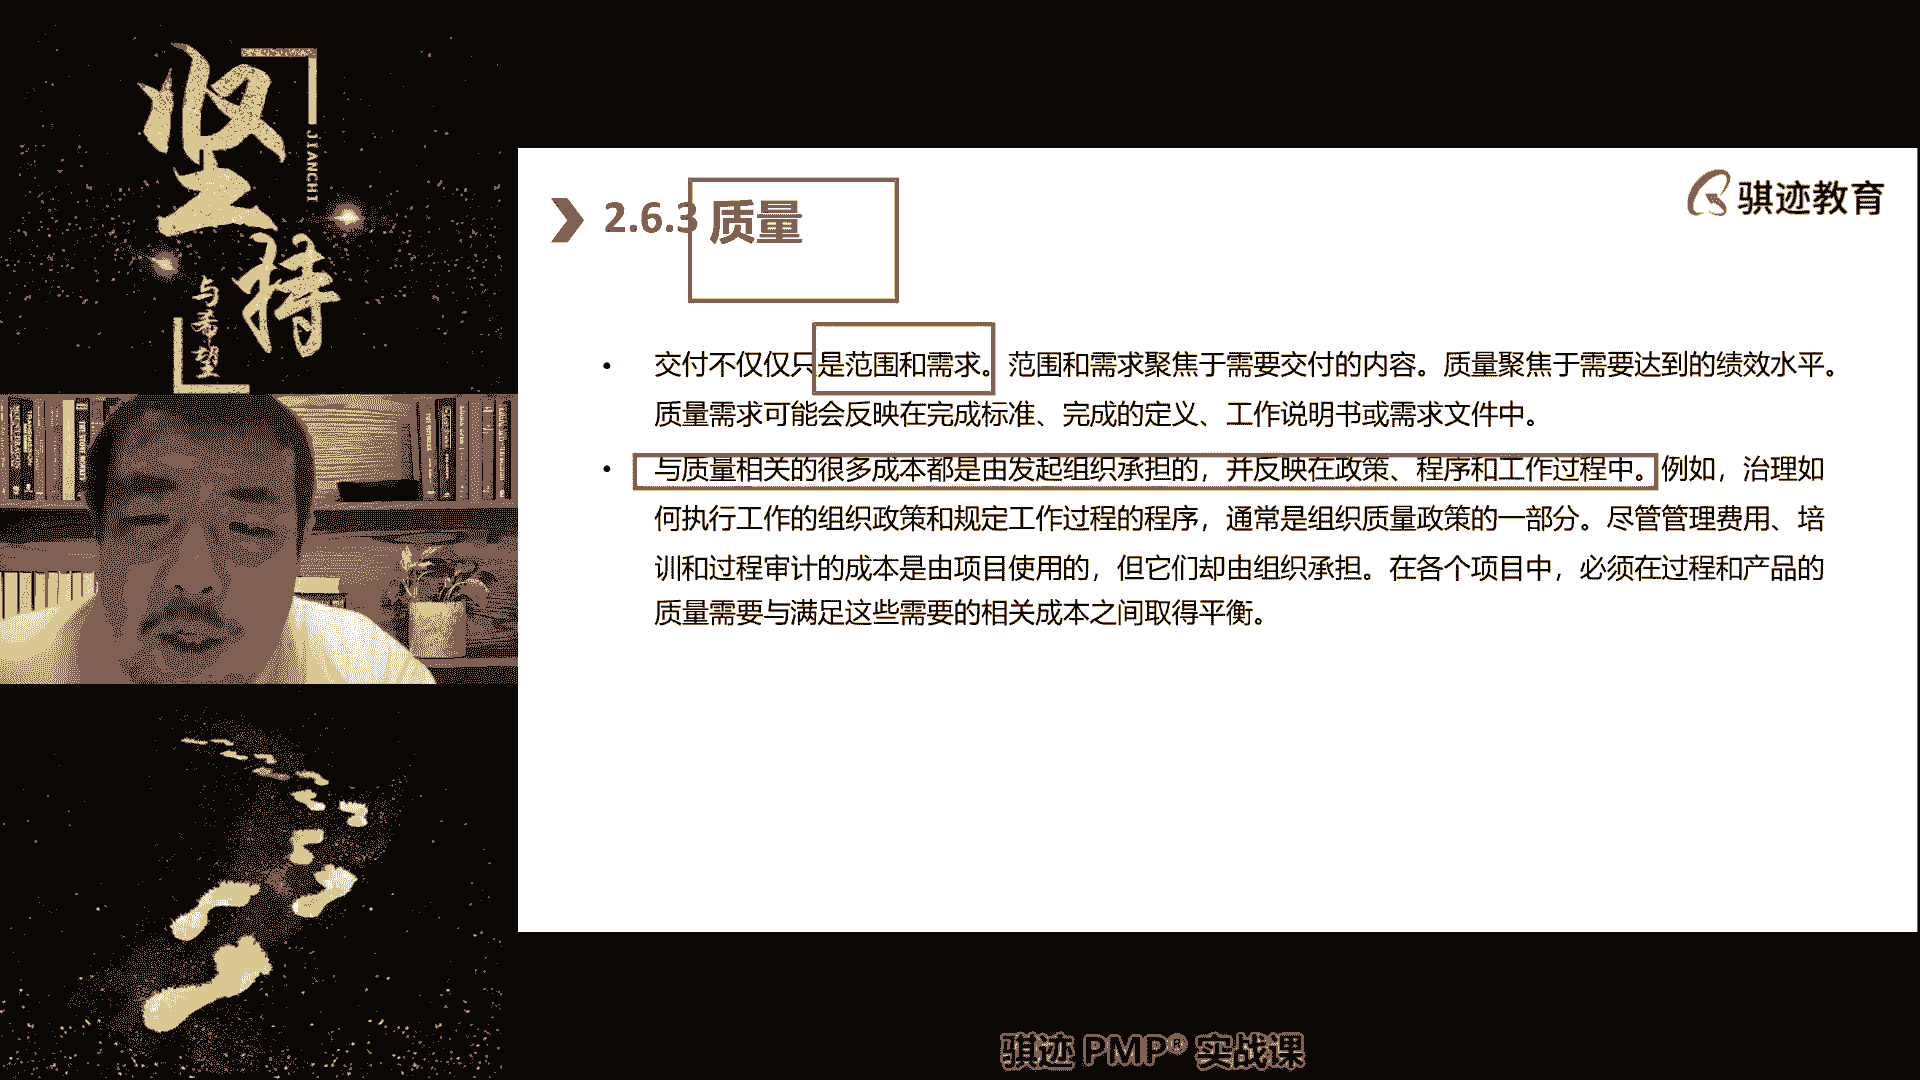 坚持
JIANCHI
与希望
骐迹教育
2.6.3 质量
• 交付不仅仅只是范围和需求。范围和需求聚焦于需要交付的内容。质量聚焦于需要达到的绩效水平。
质量需求可能会反映在完成标准、完成的定义、工作说明书或需求文件中。
• 与质量相关的很多成本都是由发起组织承担的，并反映在政策、程序和工作过程中。例如，治理如
何执行工作的组织政策和规定工作过程的程序，通常是组织质量政策的一部分。尽管管理费用、培
训和过程审计的成本是由项目使用的，但它们却由组织承担。在各个项目中，必须在过程和产品的
质量需要与满足这些需要的相关成本之间取得平衡。
骐迹 PMP® 实战课